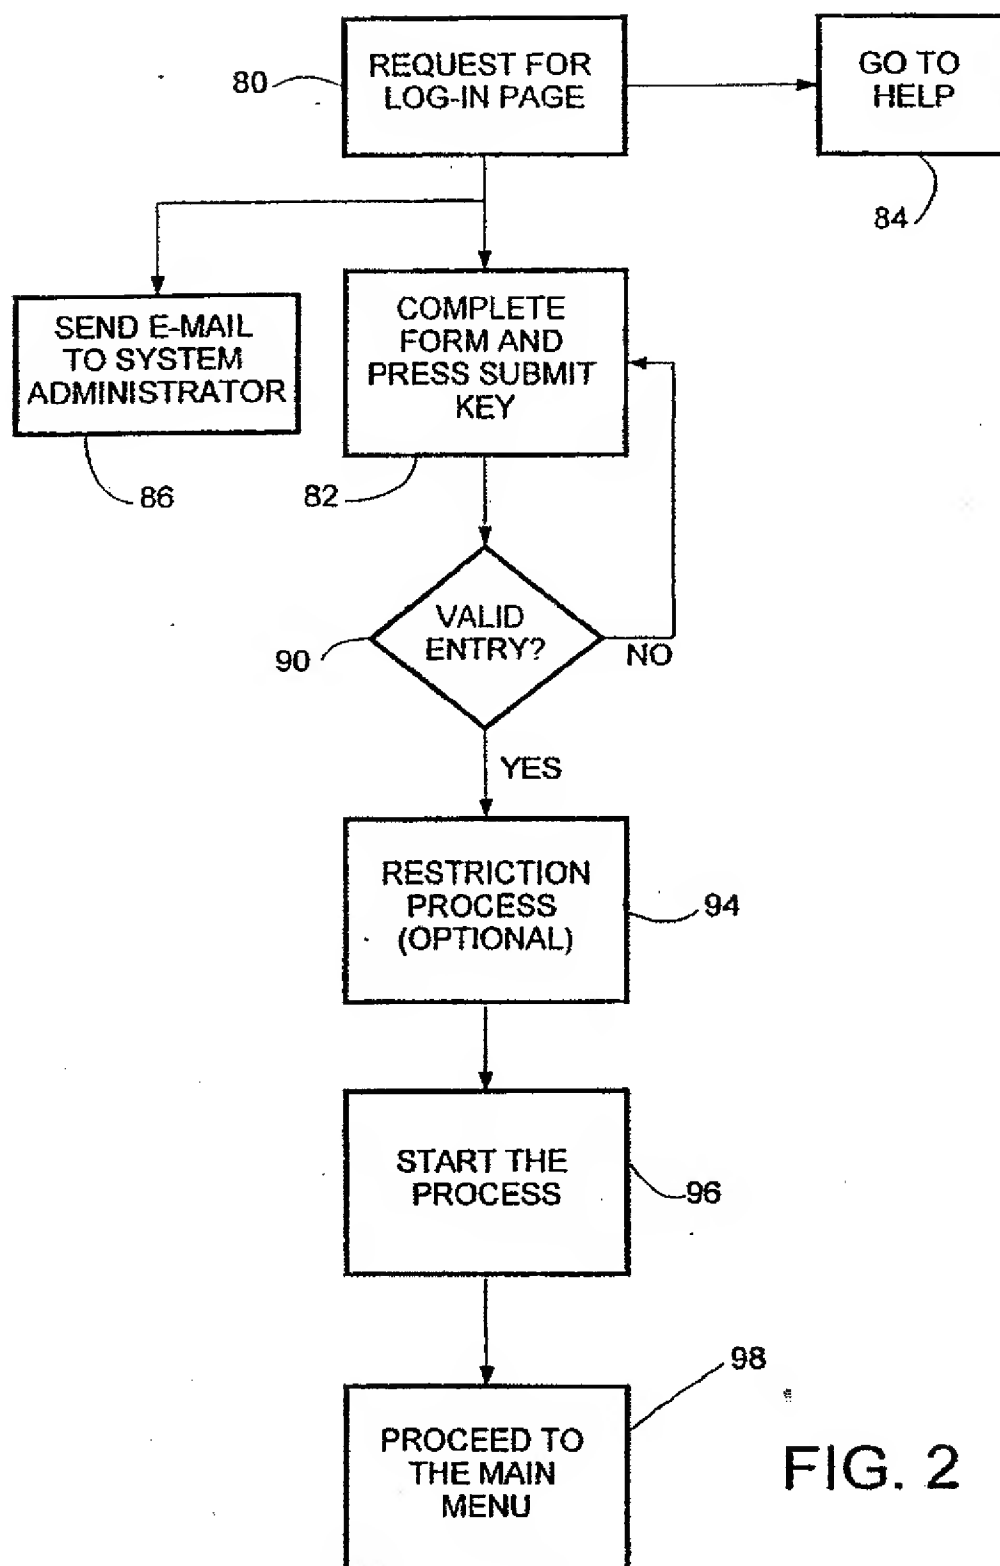 80
REQUEST FOR
LOG-IN PAGE
GO TO
HELP
84
SEND E-MAIL
TO SYSTEM
ADMINISTRATOR
86
COMPLETE
FORM AND
PRESS SUBMIT
KEY
82
VALID
ENTRY?
90
NO
YES
RESTRICTION
PROCESS
(OPTIONAL)
94
START THE
PROCESS
96
98
PROCEED TO
THE MAIN
MENU
FIG. 2